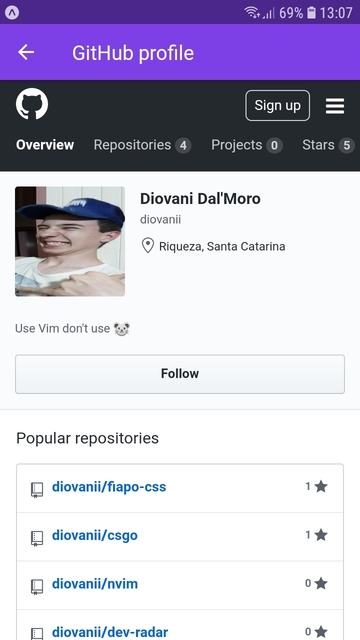 69% 13:07
GitHub profile
Sign up
Overview Repositories 4 Projects 0 Stars 5
Diovani Dal'Moro
diovanii
Riqueza, Santa Catarina
Use Vim don't use 🐭
Follow
Popular repositories
diovanii/fiapo-css 1
diovanii/csgo 1
diovanii/nvim 0
diovanii/dev-radar 0